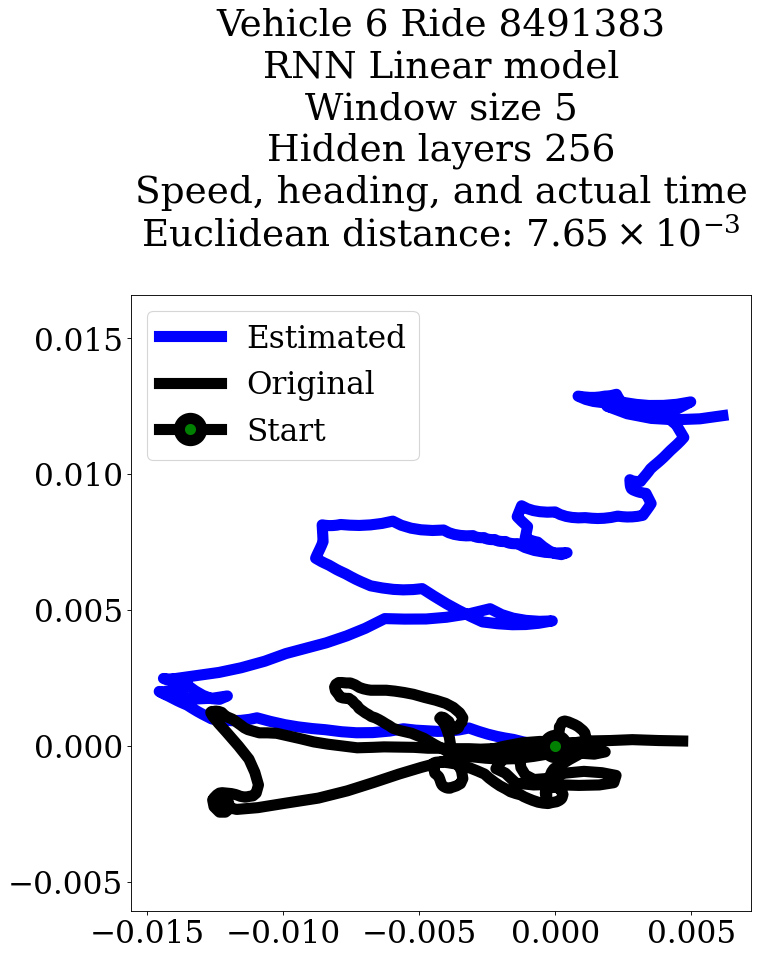 Vehicle 6 Ride 8491383
RNN Linear model
Window size 5
Hidden layers 256
Speed, heading, and actual time
Euclidean distance: 7.65 × 10⁻³
Estimated
Original
Start
0.015
0.010
0.005
0.000
−0.005
−0.015 −0.010 −0.005 0.000 0.005